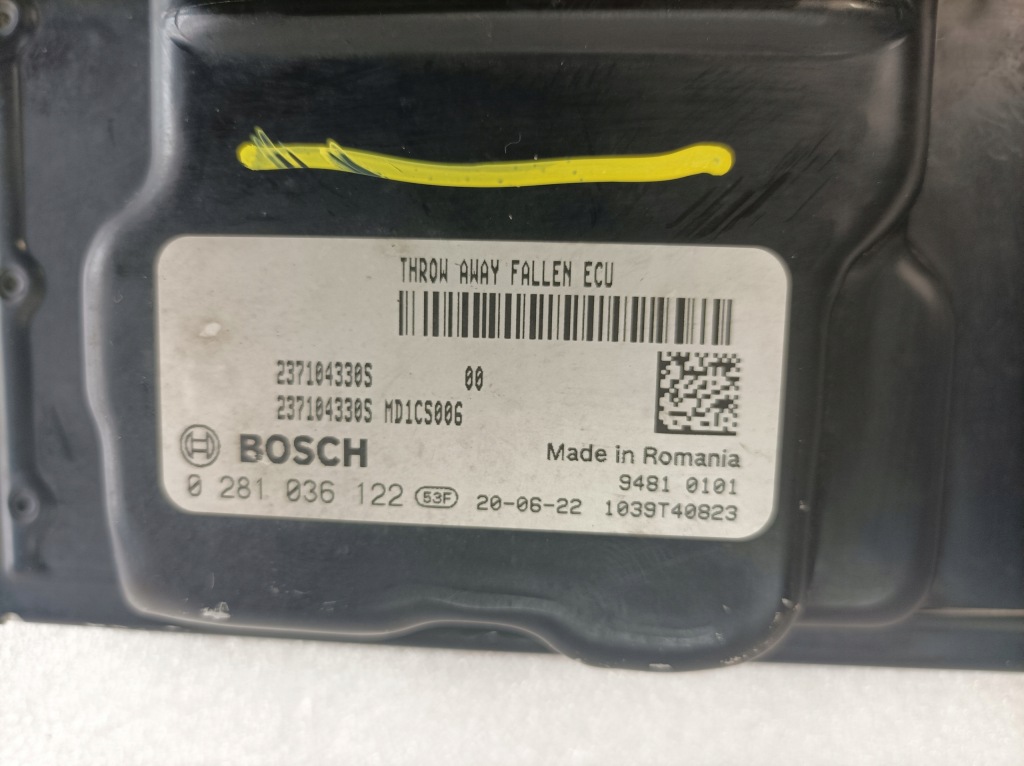 THROW AWAY FALLEN ECU
237104330S 00
237104330S MD1CS006
BOSCH Made in Romania
9481 0101
0 281 036 122 53F 20-06-22 1039T40823